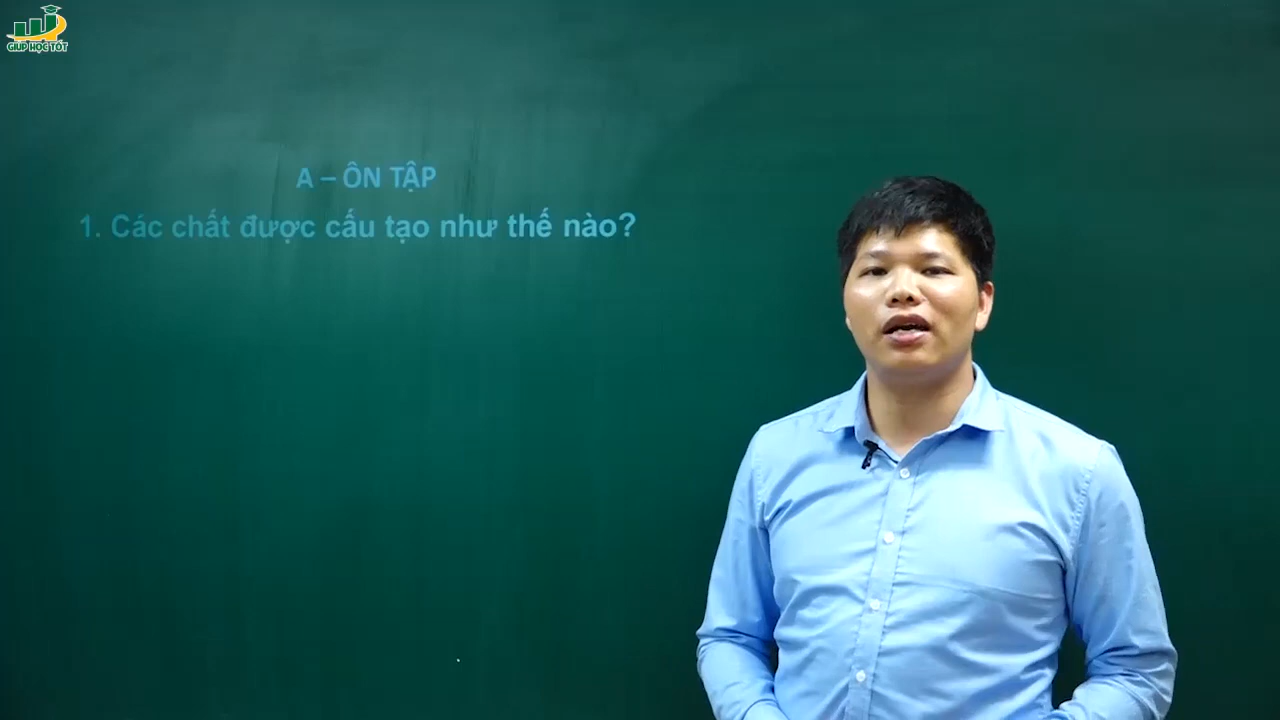 GIÚP HỌC TỐT
A – ÔN TẬP
1. Các chất được cấu tạo như thế nào?